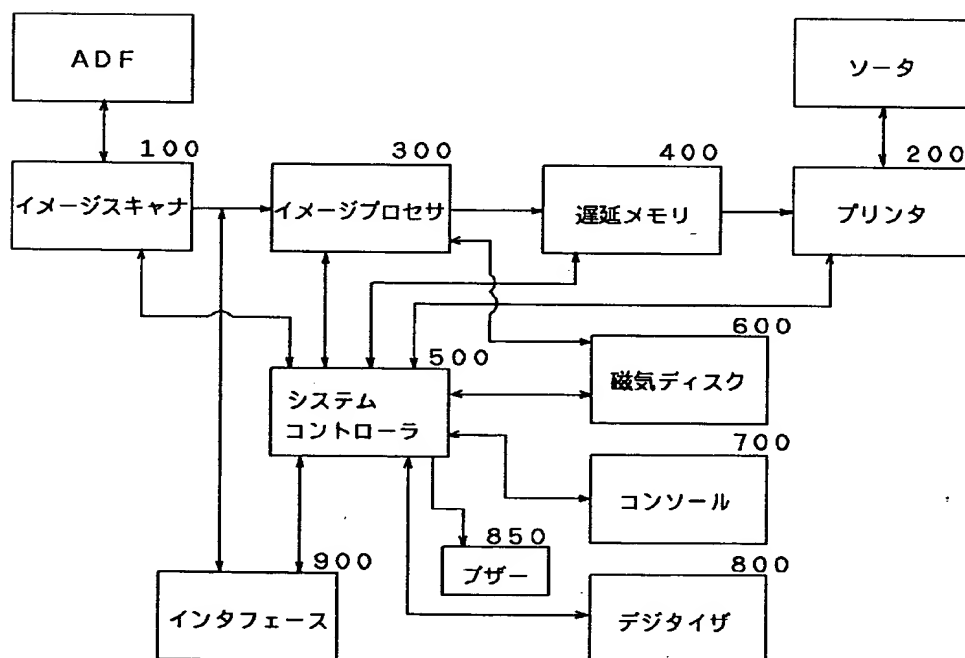 ADF
ソータ
100
300
400
200
イメージスキャナ
イメージプロセサ
遅延メモリ
プリンタ
600
500
磁気ディスク
システム
コントローラ
700
コンソール
850
ブザー
900
800
インタフェース
デジタイザ